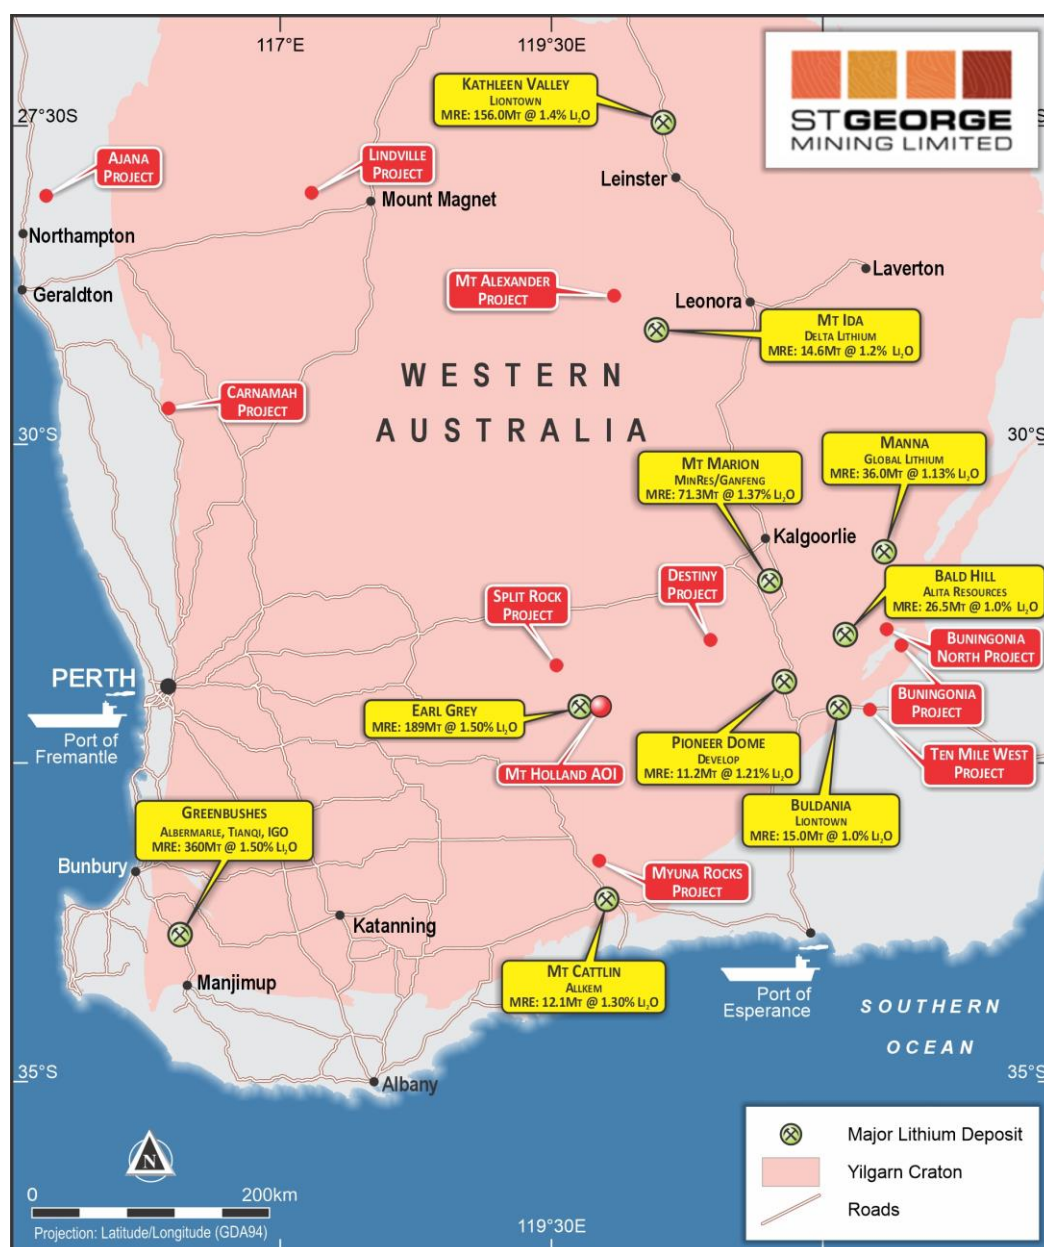 117°E
119°30'E
STGEORGE
MINING LIMITED
KATHLEEN VALLEY
LIONTOWN
MRE: 156.0MT @ 1.4% Li₂O
27°30'S
AJANA
PROJECT
LINDVILLE
PROJECT
Leinster
Mount Magnet
Northampton
Laverton
Geraldton
MT ALEXANDER
PROJECT
Leonora
MT IDA
DELTA LITHIUM
MRE: 14.6MT @ 1.2% Li₂O
WESTERN
AUSTRALIA
CARNAMAH
PROJECT
30°S
30°S
MANNA
GLOBAL LITHIUM
MRE: 36.0MT @ 1.13% Li₂O
MT MARION
MINRES/GANFENG
MRE: 71.3MT @ 1.37% Li₂O
Kalgoorlie
BALD HILL
ALITA RESOURCES
MRE: 26.5MT @ 1.0% Li₂O
DESTINY
PROJECT
SPLIT ROCK
PROJECT
BUNINGONIA
NORTH PROJECT
PERTH
Port of
Fremantle
BUNINGONIA
PROJECT
EARL GREY
MRE: 189MT @ 1.50% Li₂O
PIONEER DOME
DEVELOP
MRE: 11.2MT @ 1.21% Li₂O
TEN MILE WEST
PROJECT
MT HOLLAND AOI
GREENBUSHES
ALBERMARLE, TIANQI, IGO
MRE: 360MT @ 1.50% Li₂O
BULDANIA
LIONTOWN
MRE: 15.0MT @ 1.0% Li₂O
Bunbury
MYUNA ROCKS
PROJECT
Katanning
MT CATTLIN
ALLKEM
MRE: 12.1MT @ 1.30% Li₂O
Manjimup
Port of
Esperance
SOUTHERN
OCEAN
35°S
35°S
Albany
Major Lithium Deposit
Yilgarn Craton
Roads
N
0 200km
Projection: Latitude/Longitude (GDA94)
119°30'E